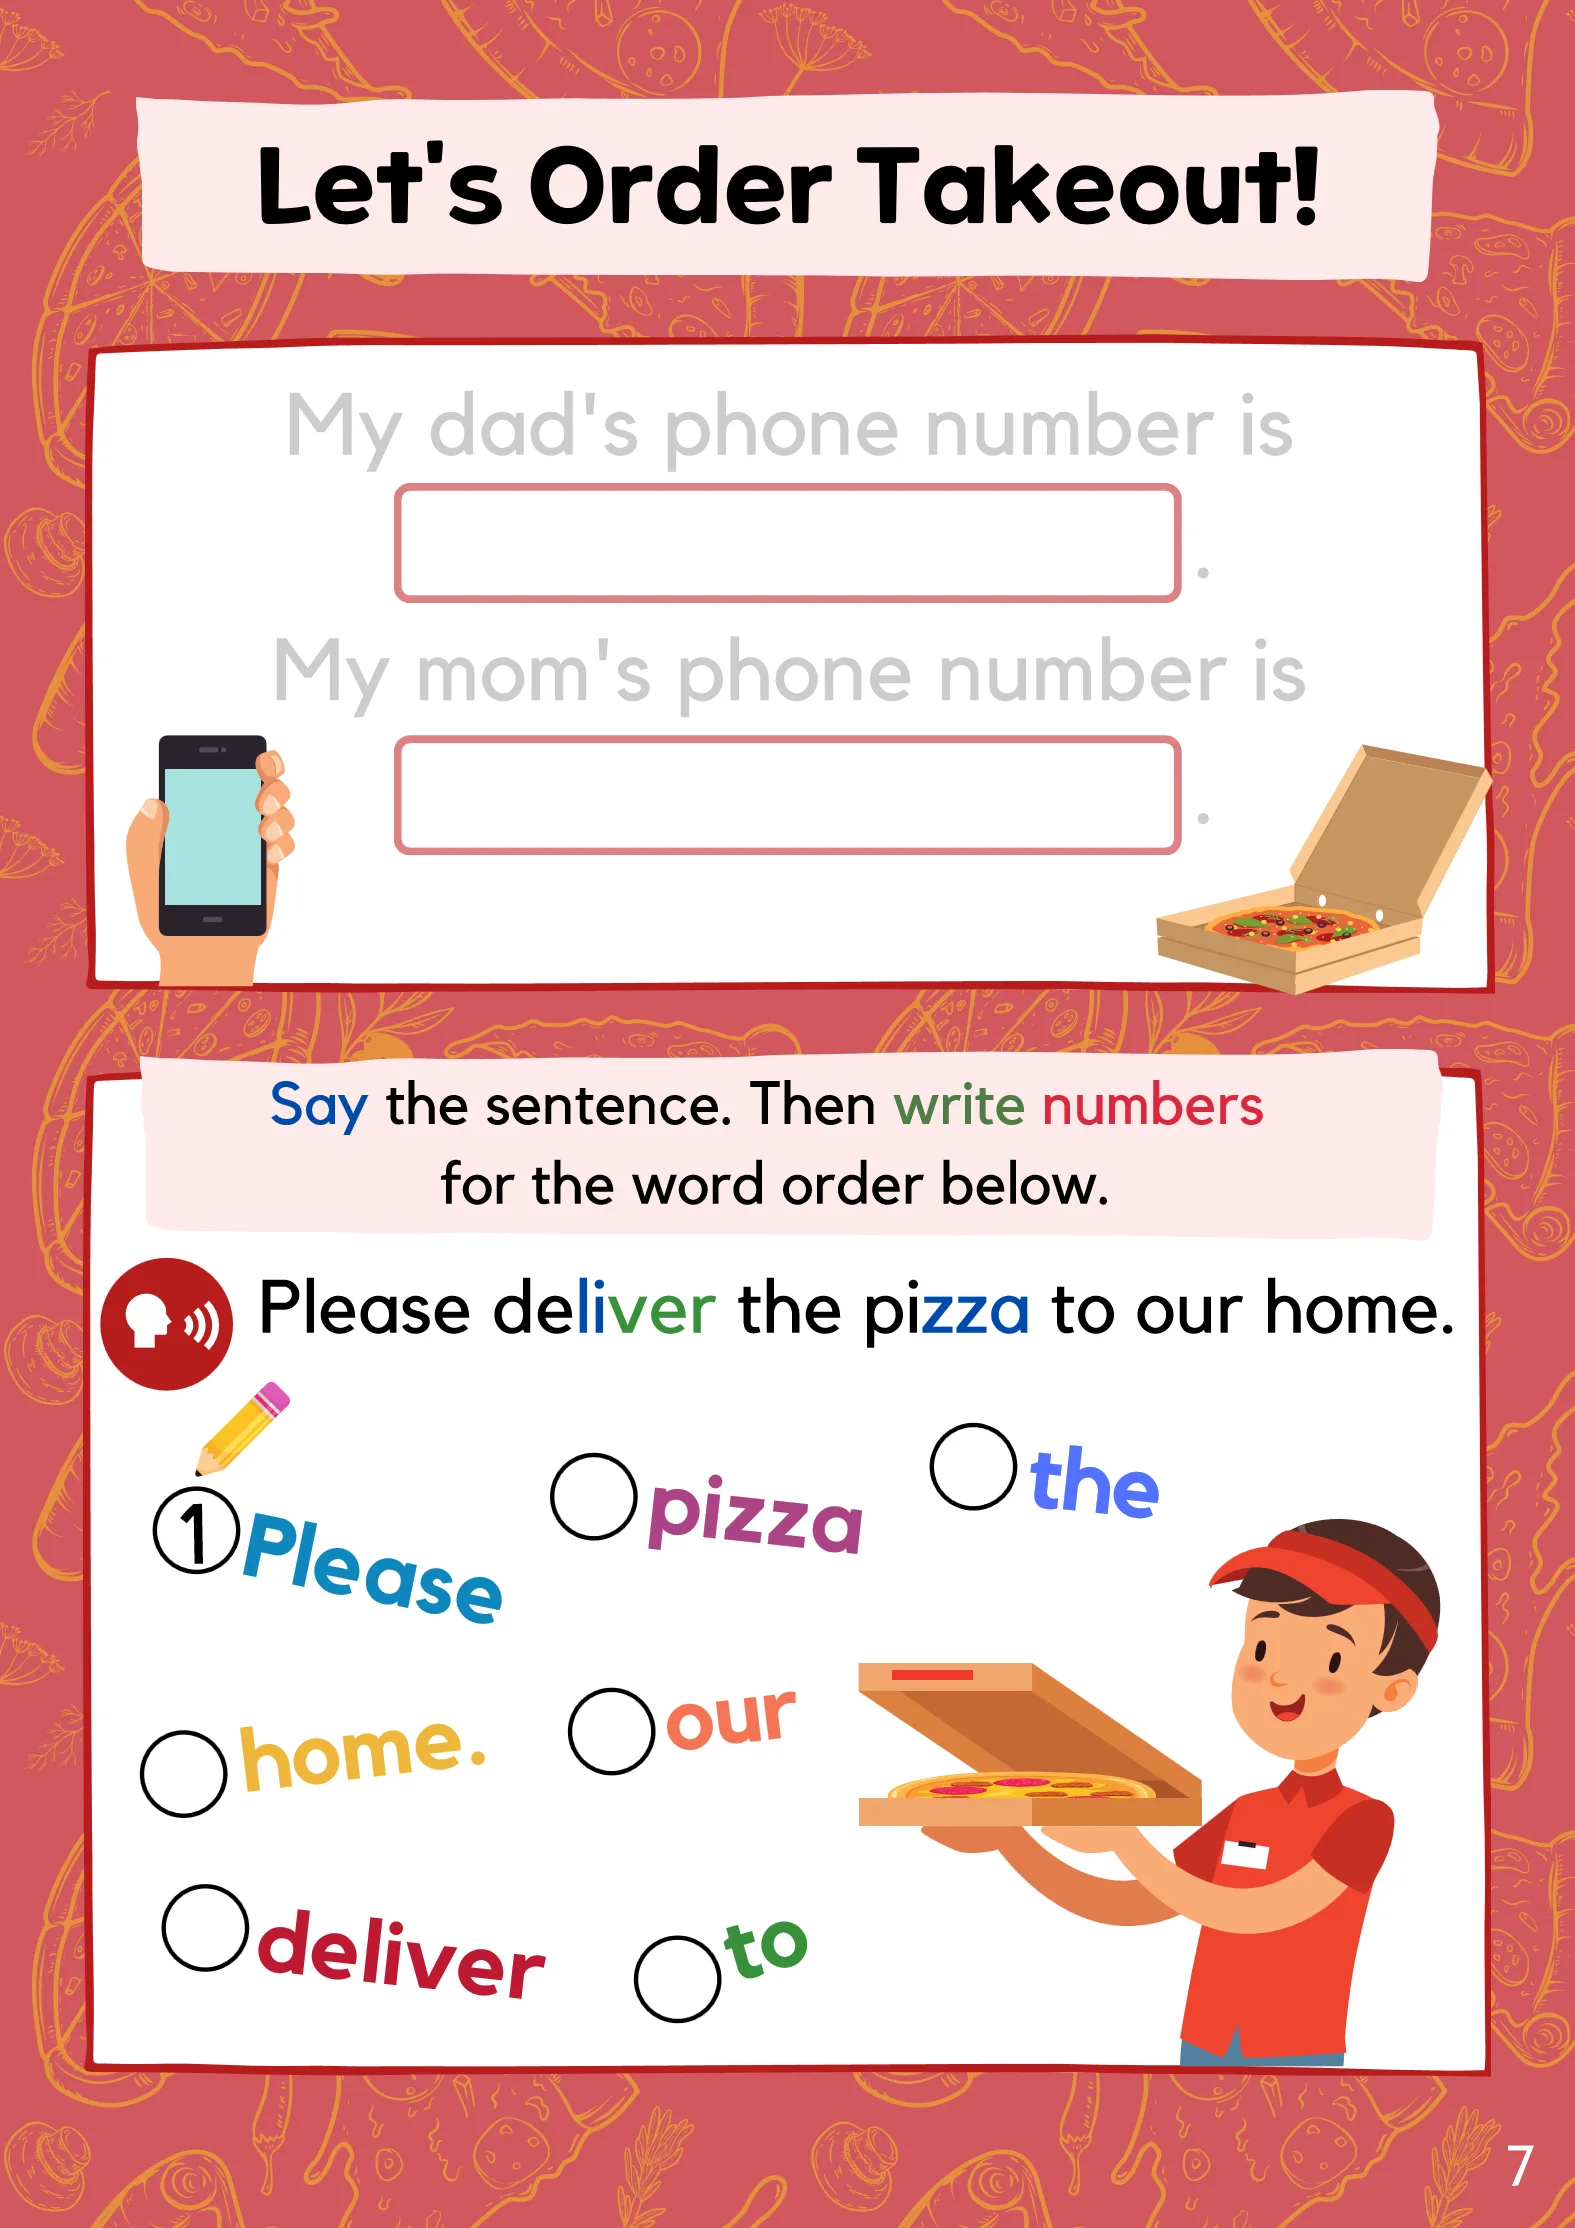 Let's Order Takeout!
My dad's phone number is
.
My mom's phone number is
.
Say the sentence. Then write numbers
for the word order below.
Please deliver the pizza to our home.
1 Please
pizza
the
home.
our
deliver
to
7